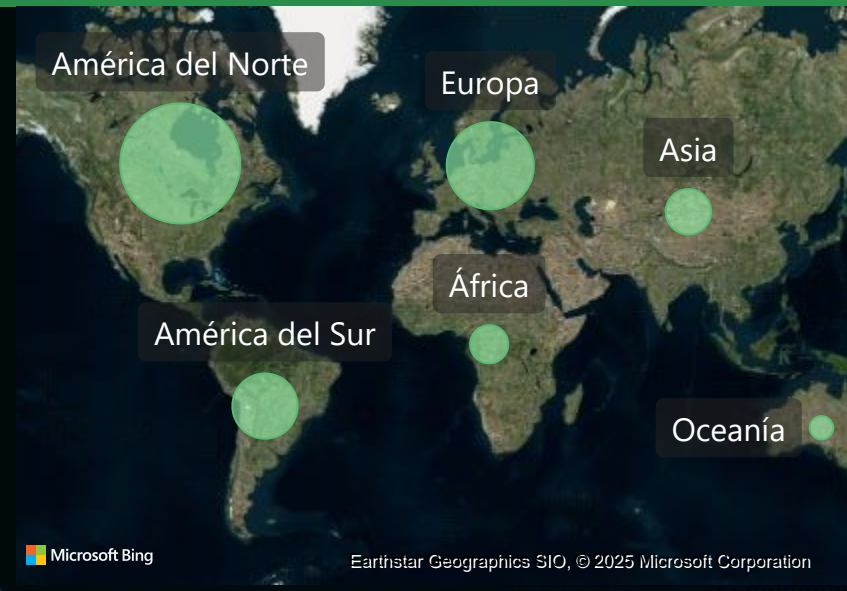 América del Norte
Europa
Asia
África
América del Sur
Oceanía
Microsoft Bing
Earthstar Geographics SIO, © 2025 Microsoft Corporation